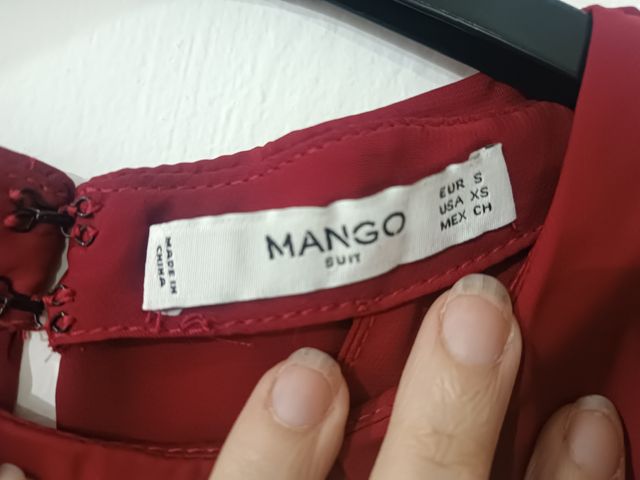 MADE IN
CHINA
MANGO
SUIT
EUR S
USA XS
MEX CH